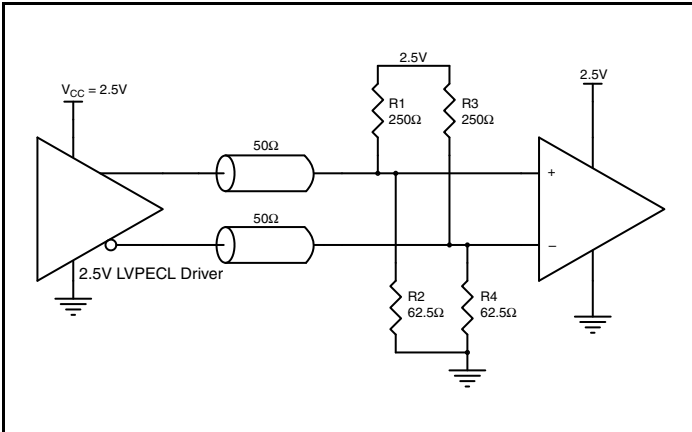 2.5V
V_CC = 2.5V
2.5V
R1
250Ω
R3
250Ω
50Ω
+
50Ω
–
2.5V LVPECL Driver
R2
62.5Ω
R4
62.5Ω